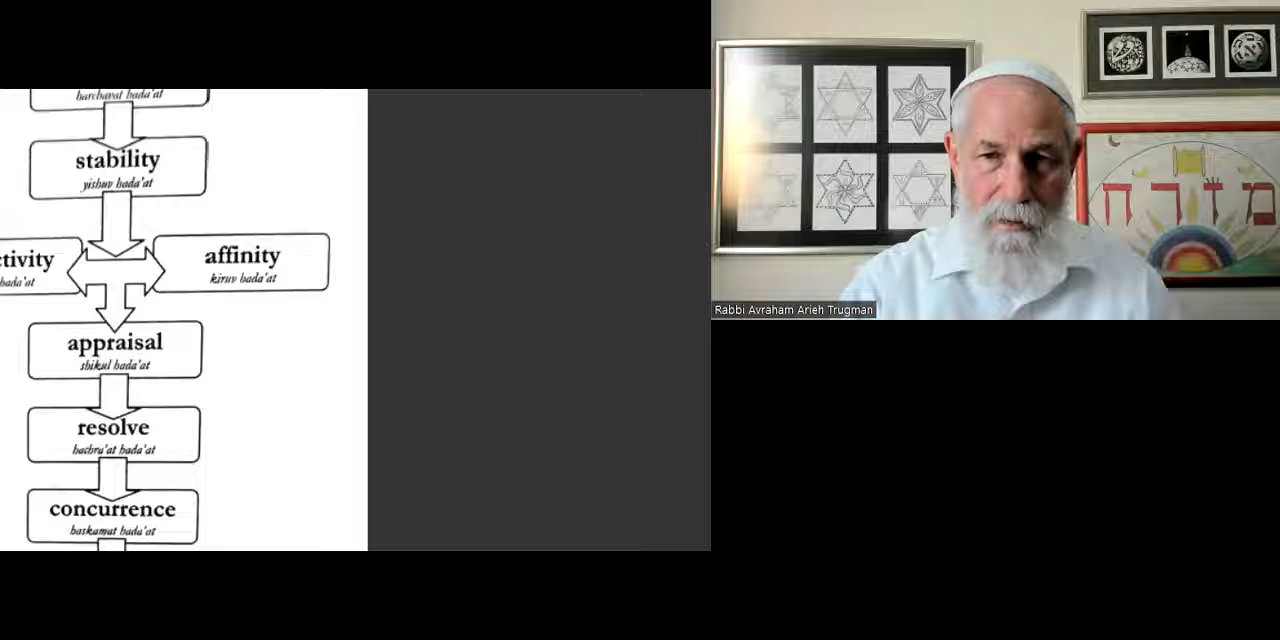 harchavat hada'at
stability
yishuv hada'at
ctivity
hada'at
affinity
kiruv hada'at
appraisal
shikul hada'at
resolve
hachra'at hada'at
concurrence
haskamat hada'at
Rabbi Avraham Arieh Trugman
מזרח